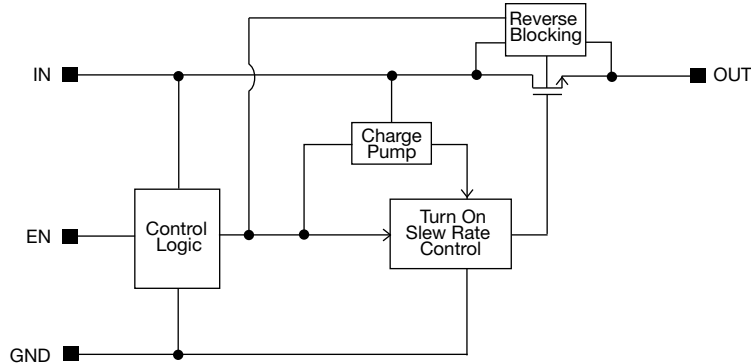 Reverse
Blocking
IN
OUT
Charge
Pump
EN
Control
Logic
Turn On
Slew Rate
Control
GND